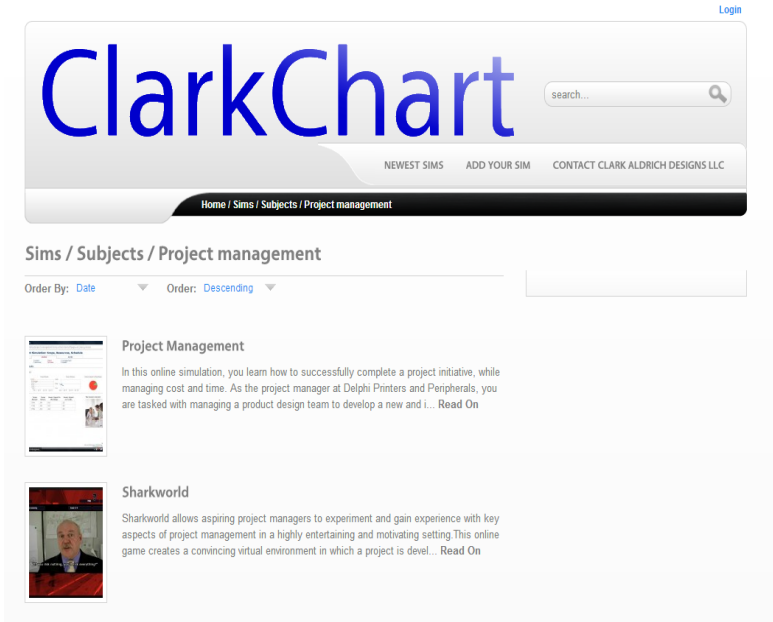 Login
ClarkChart
search...
NEWEST SIMS ADD YOUR SIM CONTACT CLARK ALDRICH DESIGNS LLC
Home / Sims / Subjects / Project management
Sims / Subjects / Project management
Order By: Date Order: Descending
Project Management
In this online simulation, you learn how to successfully complete a project initiative, while
managing cost and time. As the project manager at Delphi Printers and Peripherals, you
are tasked with managing a product design team to develop a new and i... Read On
Sharkworld
Sharkworld allows aspiring project managers to experiment and gain experience with key
aspects of project management in a highly entertaining and motivating setting.This online
game creates a convincing virtual environment in which a project is devel... Read On